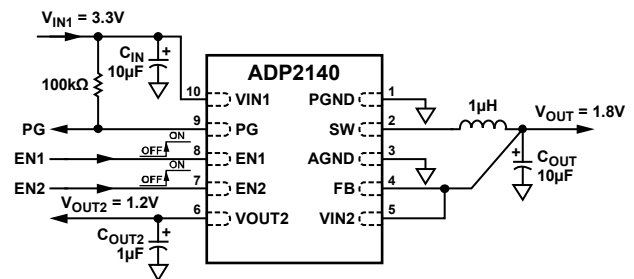 V_IN1 = 3.3V
C_IN
10µF
+
100kΩ
ADP2140
10
VIN1
PG
9
PG
EN1
OFF
ON
8
EN1
EN2
OFF
ON
7
EN2
V_OUT2 = 1.2V
6
VOUT2
C_OUT2
1µF
+
PGND
1
SW
2
1µH
V_OUT = 1.8V
AGND
3
+
C_OUT
10µF
FB
4
VIN2
5